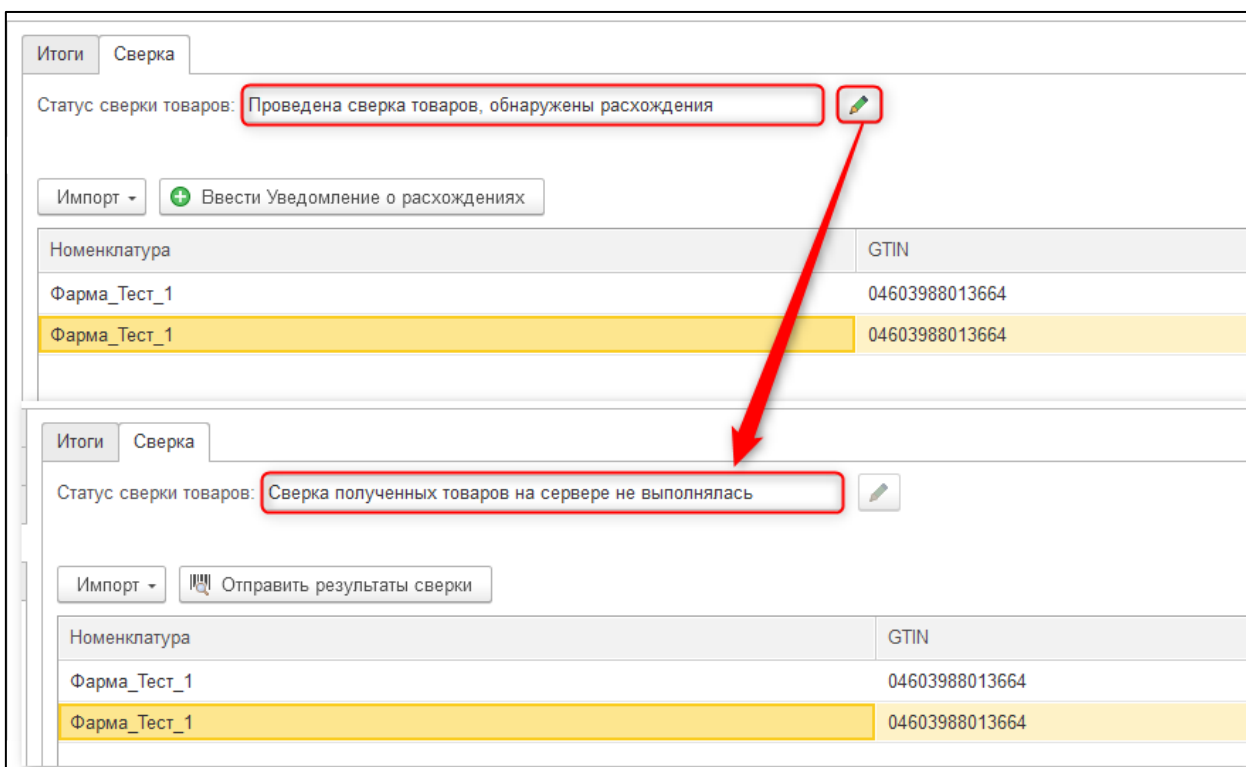 Итоги Сверка
Статус сверки товаров: Проведена сверка товаров, обнаружены расхождения
Импорт Ввести Уведомление о расхождениях
Номенклатура GTIN
Фарма_Тест_1 04603988013664
Фарма_Тест_1 04603988013664
Итоги Сверка
Статус сверки товаров: Сверка полученных товаров на сервере не выполнялась
Импорт Отправить результаты сверки
Номенклатура GTIN
Фарма_Тест_1 04603988013664
Фарма_Тест_1 04603988013664